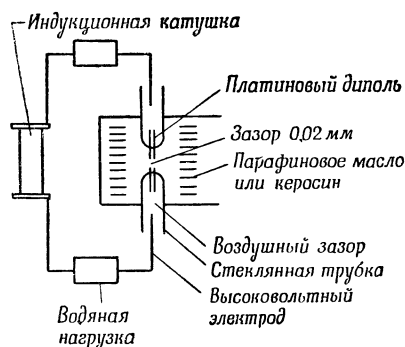 Индукционная катушка
Платиновый диполь
Зазор 0,02 мм
Парафиновое масло
или керосин
Воздушный зазор
Стеклянная трубка
Высоковольтный
электрод
Водяная
нагрузка